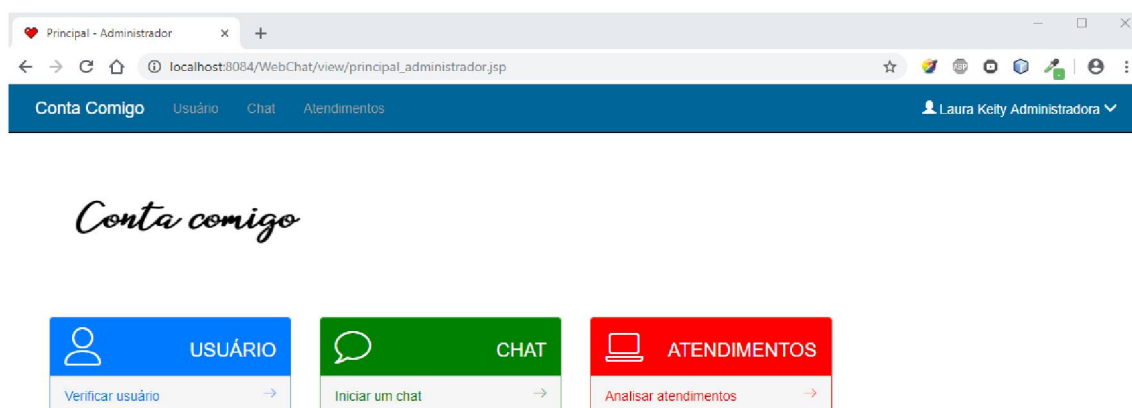 Principal - Administrador
localhost:8084/WebChat/view/principal_administrador.jsp
Conta Comigo Usuário Chat Atendimentos Laura Keity Administradora
Conta comigo
USUÁRIO CHAT ATENDIMENTOS
Verificar usuário Iniciar um chat Analisar atendimentos